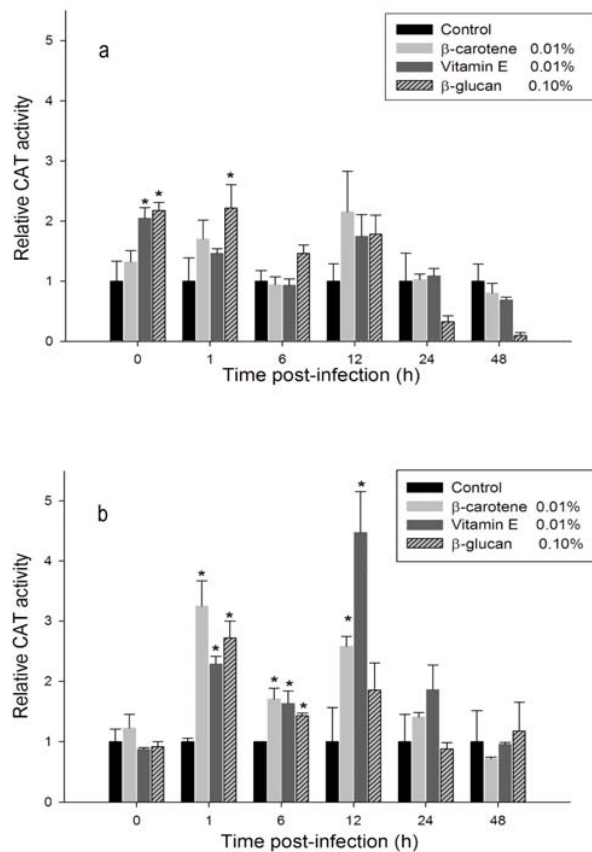 a
Control
β-carotene 0.01%
Vitamin E 0.01%
β-glucan 0.10%
Relative CAT activity
5
4
3
2
1
0
* * *
0 1 6 12 24 48
Time post-infection (h)
b
Control
β-carotene 0.01%
Vitamin E 0.01%
β-glucan 0.10%
Relative CAT activity
5
4
3
2
1
0
* * * * * * * *
0 1 6 12 24 48
Time post-infection (h)